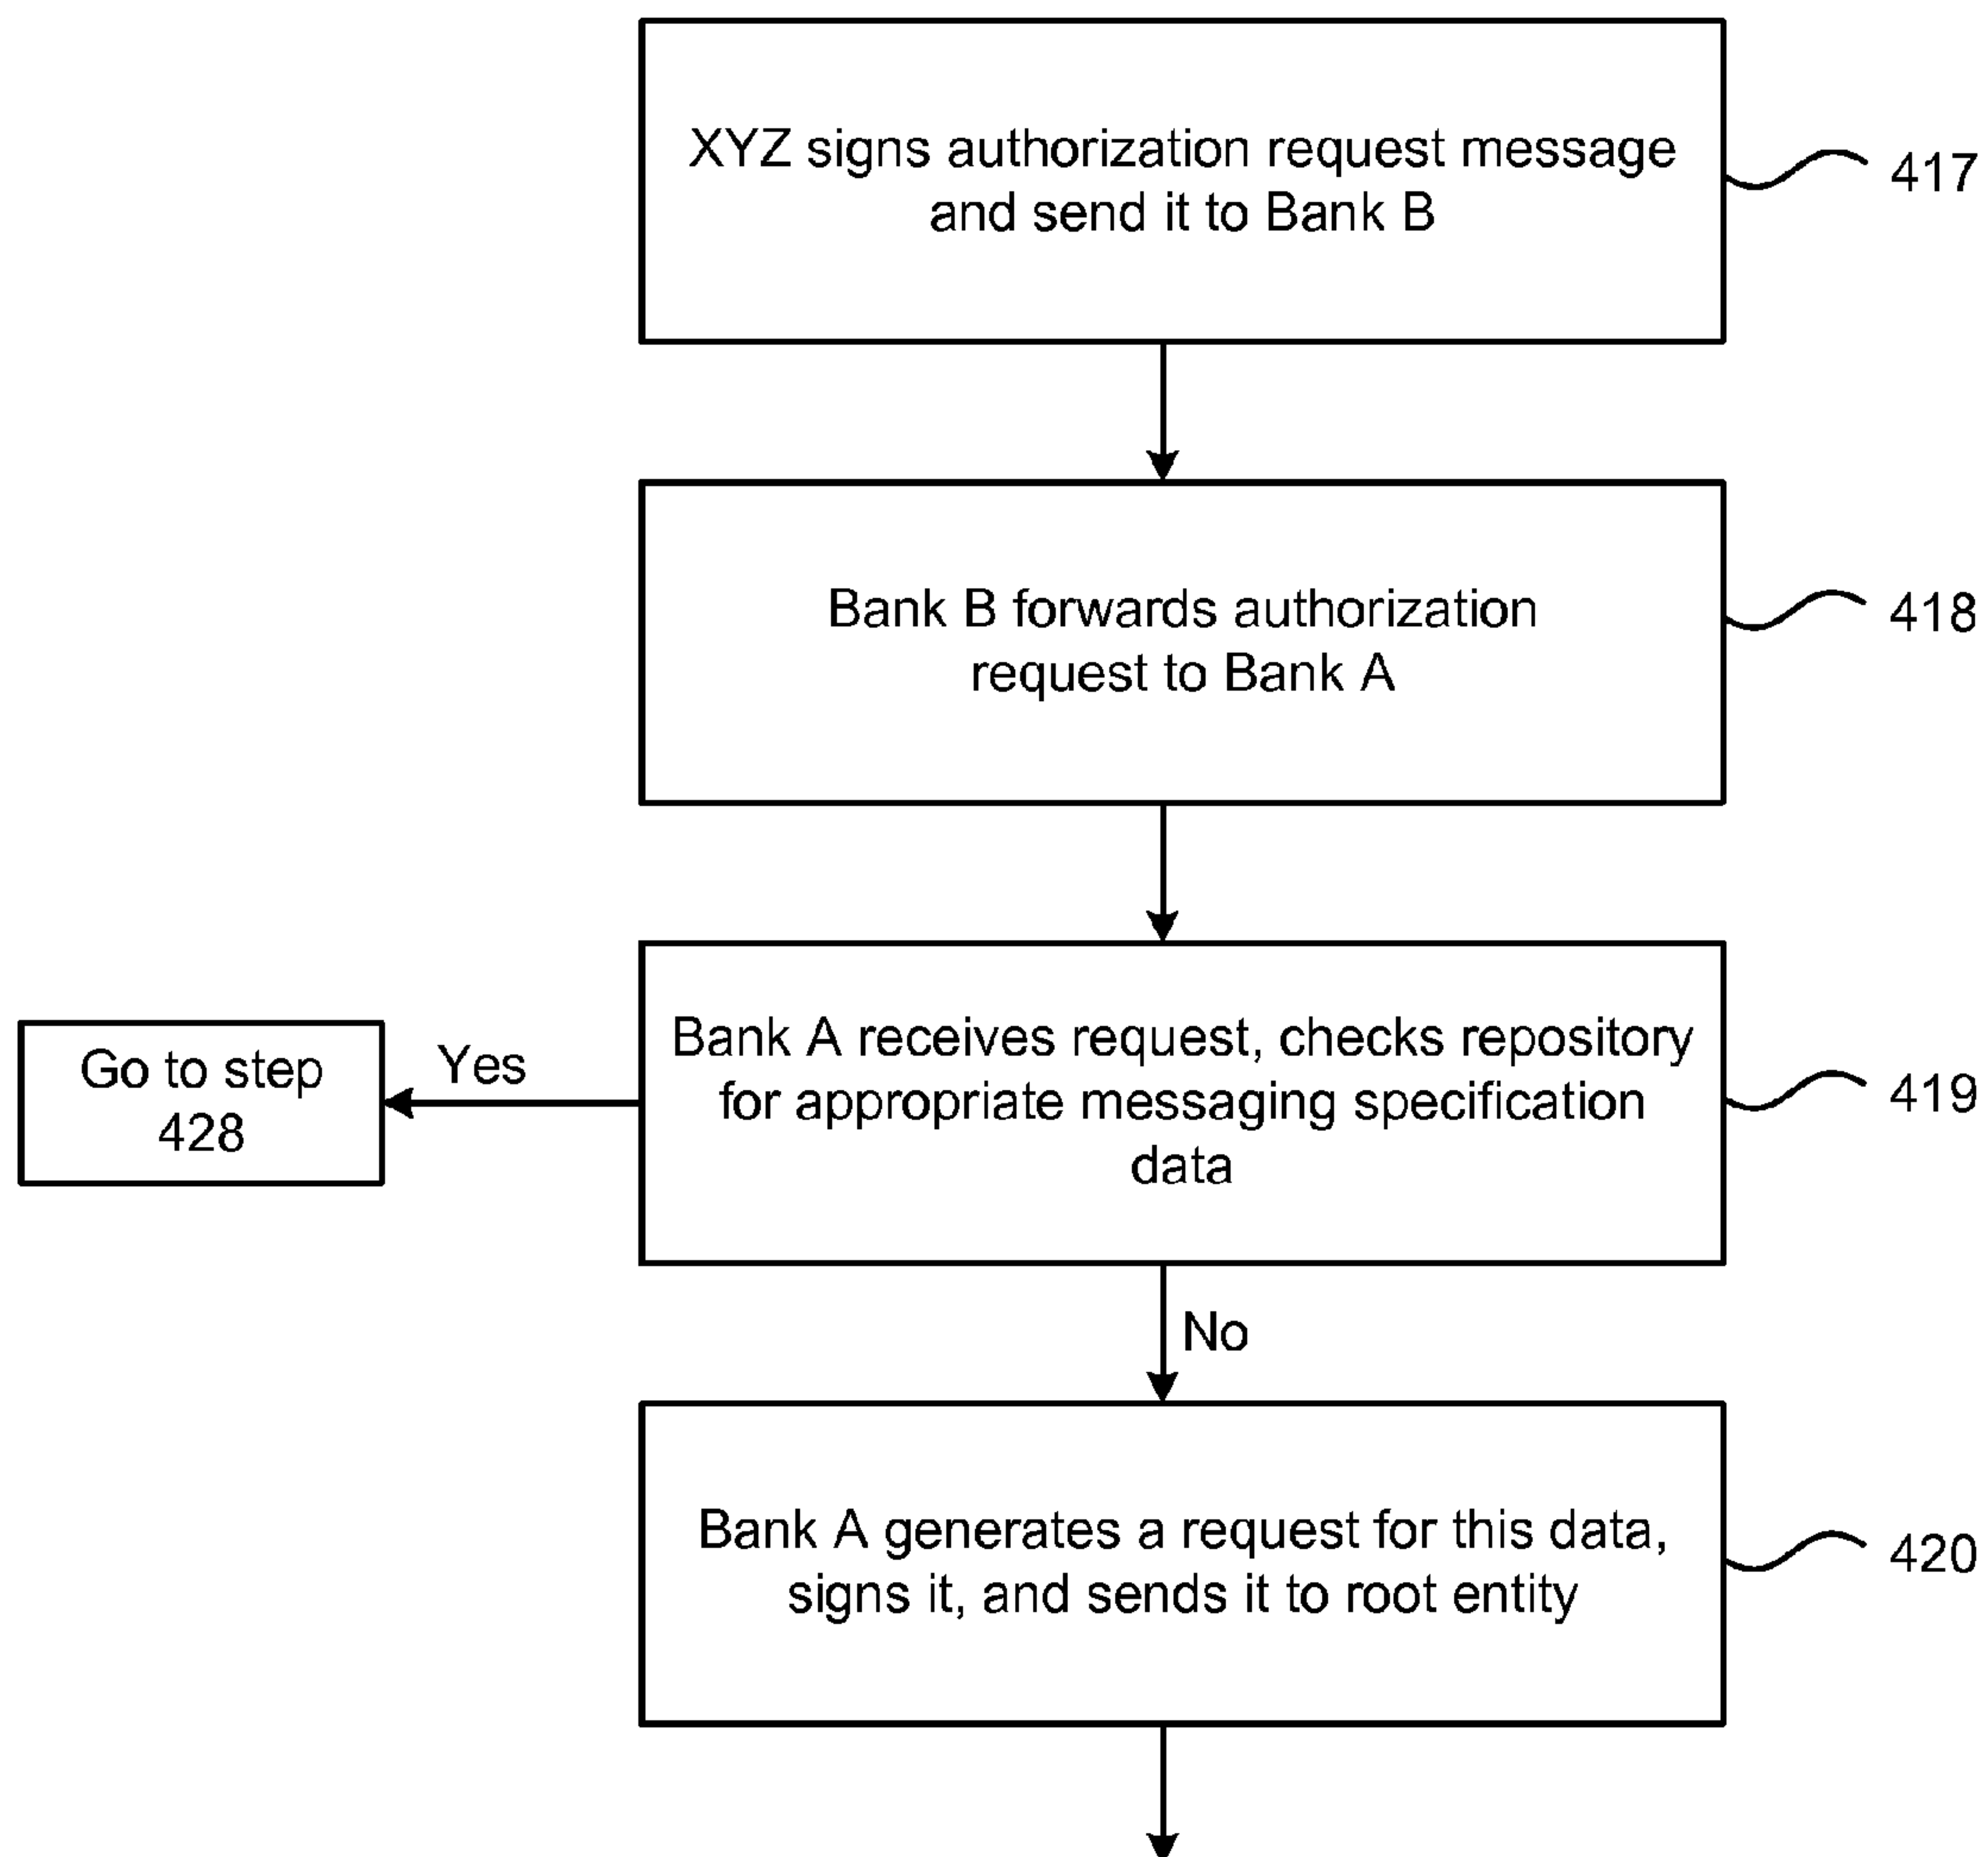 XYZ signs authorization request message
and send it to Bank B
417
Bank B forwards authorization
request to Bank A
418
Bank A receives request, checks repository
for appropriate messaging specification
data
419
Yes
Go to step
428
No
Bank A generates a request for this data,
signs it, and sends it to root entity
420